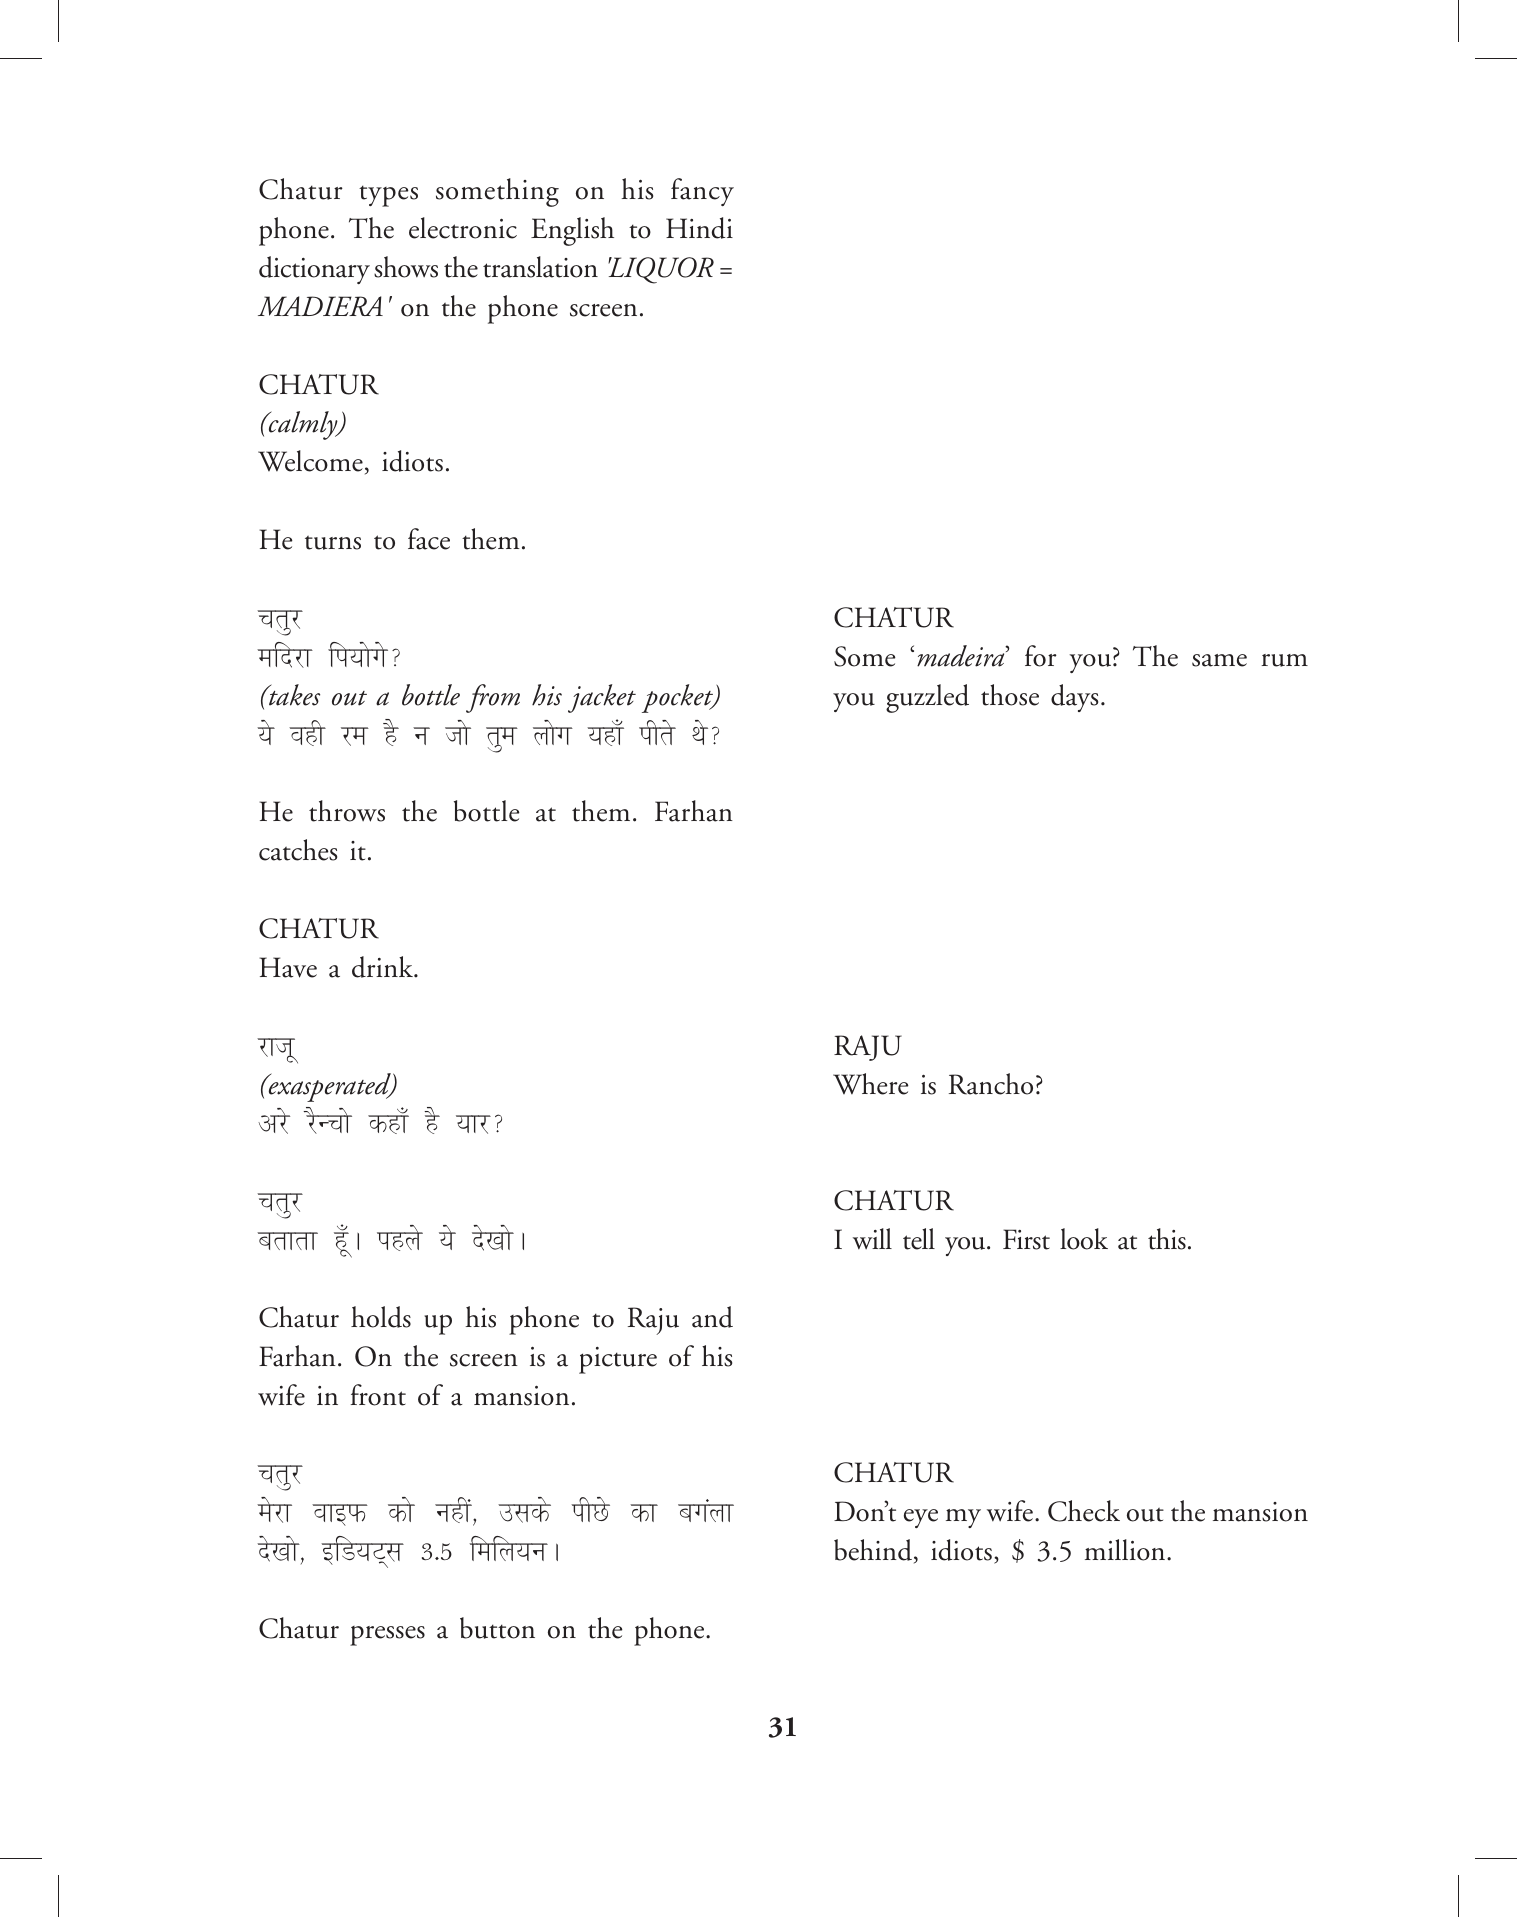 Chatur types something on his fancy
phone. The electronic English to Hindi
dictionary shows the translation 'LIQUOR =
MADIERA' on the phone screen.
CHATUR
(calmly)
Welcome, idiots.
He turns to face them.
चतुर
मदिरा पियोगे?
(takes out a bottle from his jacket pocket)
ये वही रम है न जो तुम लोग यहाँ पीते थे?
CHATUR
Some ‘madeira’ for you? The same rum
you guzzled those days.
He throws the bottle at them. Farhan
catches it.
CHATUR
Have a drink.
राजू
(exasperated)
अरे रैन्चो कहाँ है यार?
RAJU
Where is Rancho?
चतुर
बताता हूँ। पहले ये देखो।
CHATUR
I will tell you. First look at this.
Chatur holds up his phone to Raju and
Farhan. On the screen is a picture of his
wife in front of a mansion.
चतुर
मेरा वाइफ को नहीं, उसके पीछे का बगंला
देखो, इडियट्स 3.5 मिलियन।
CHATUR
Don’t eye my wife. Check out the mansion
behind, idiots, $ 3.5 million.
Chatur presses a button on the phone.
31